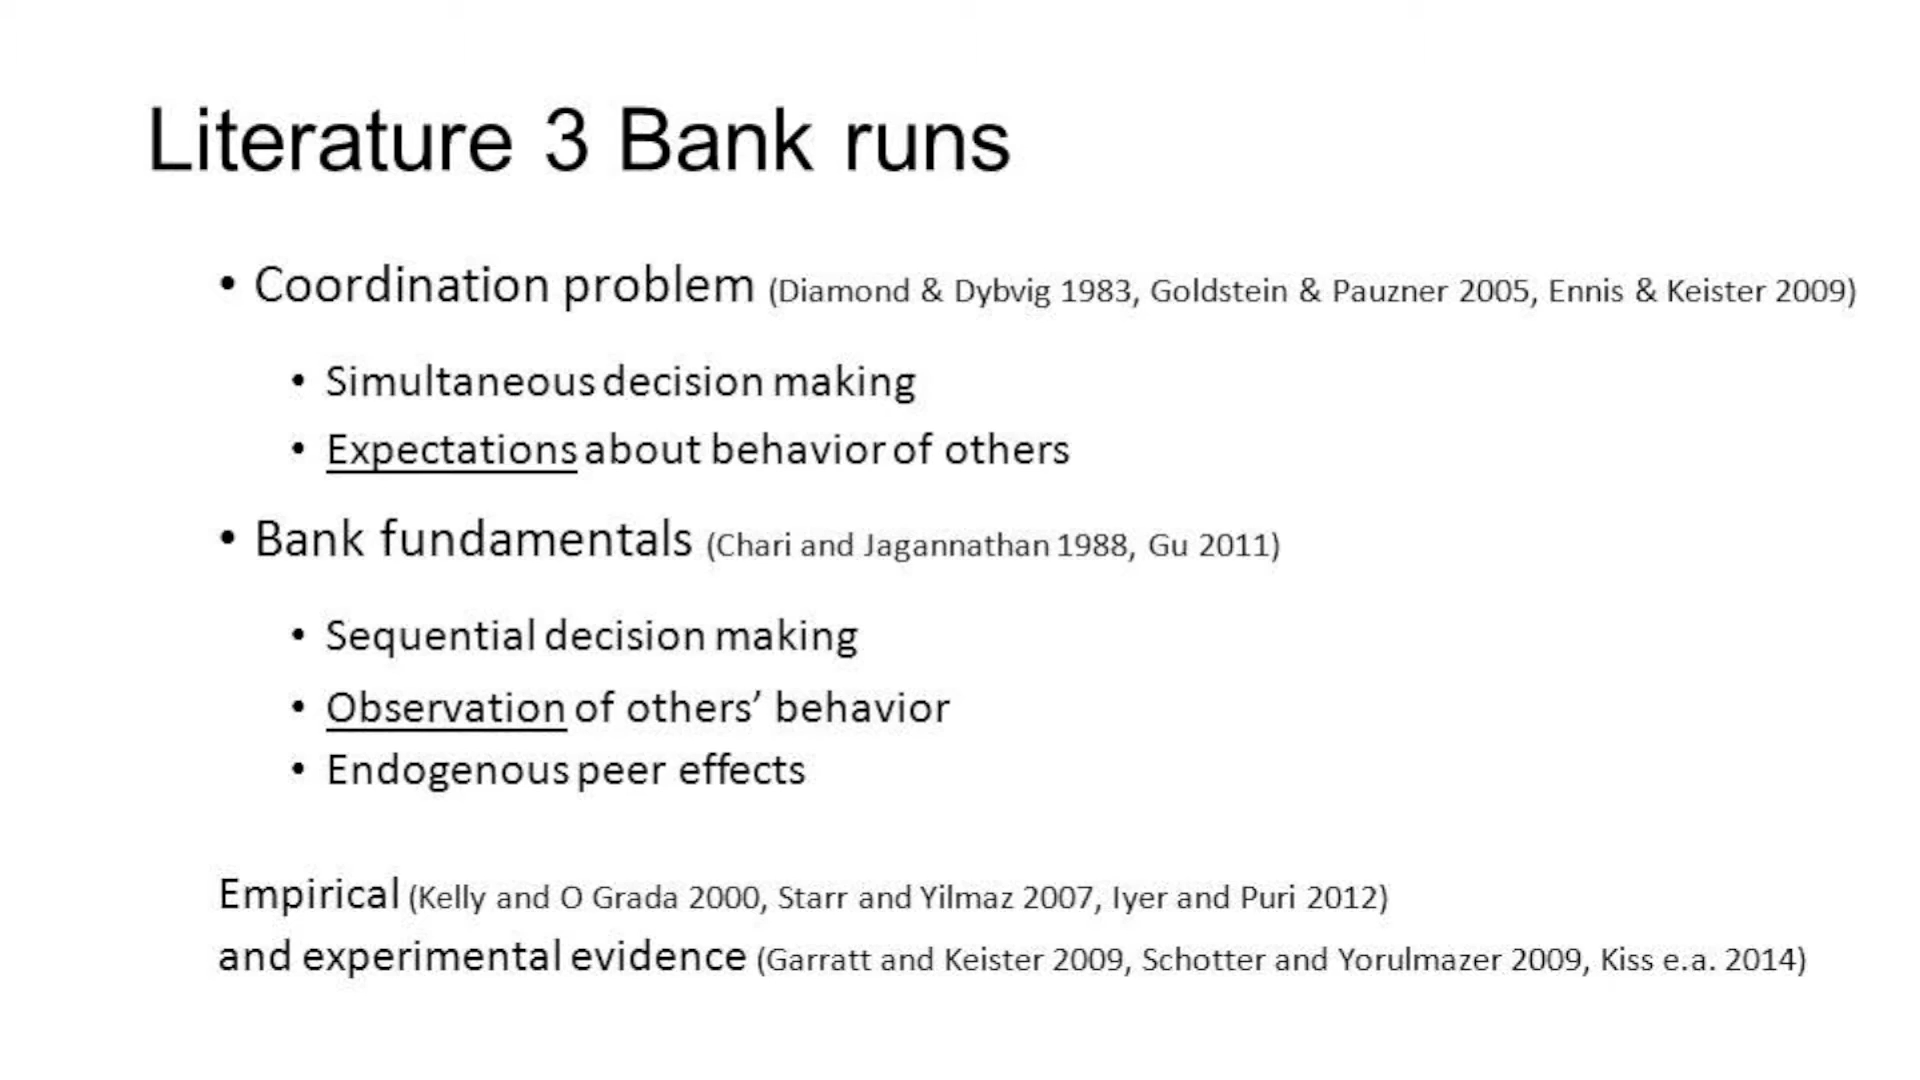 Literature 3 Bank runs
• Coordination problem (Diamond & Dybvig 1983, Goldstein & Pauzner 2005, Ennis & Keister 2009)
• Simultaneous decision making
• Expectations about behavior of others
• Bank fundamentals (Chari and Jagannathan 1988, Gu 2011)
• Sequential decision making
• Observation of others’ behavior
• Endogenous peer effects
Empirical (Kelly and O Grada 2000, Starr and Yilmaz 2007, Iyer and Puri 2012)
and experimental evidence (Garratt and Keister 2009, Schotter and Yorulmazer 2009, Kiss e.a. 2014)